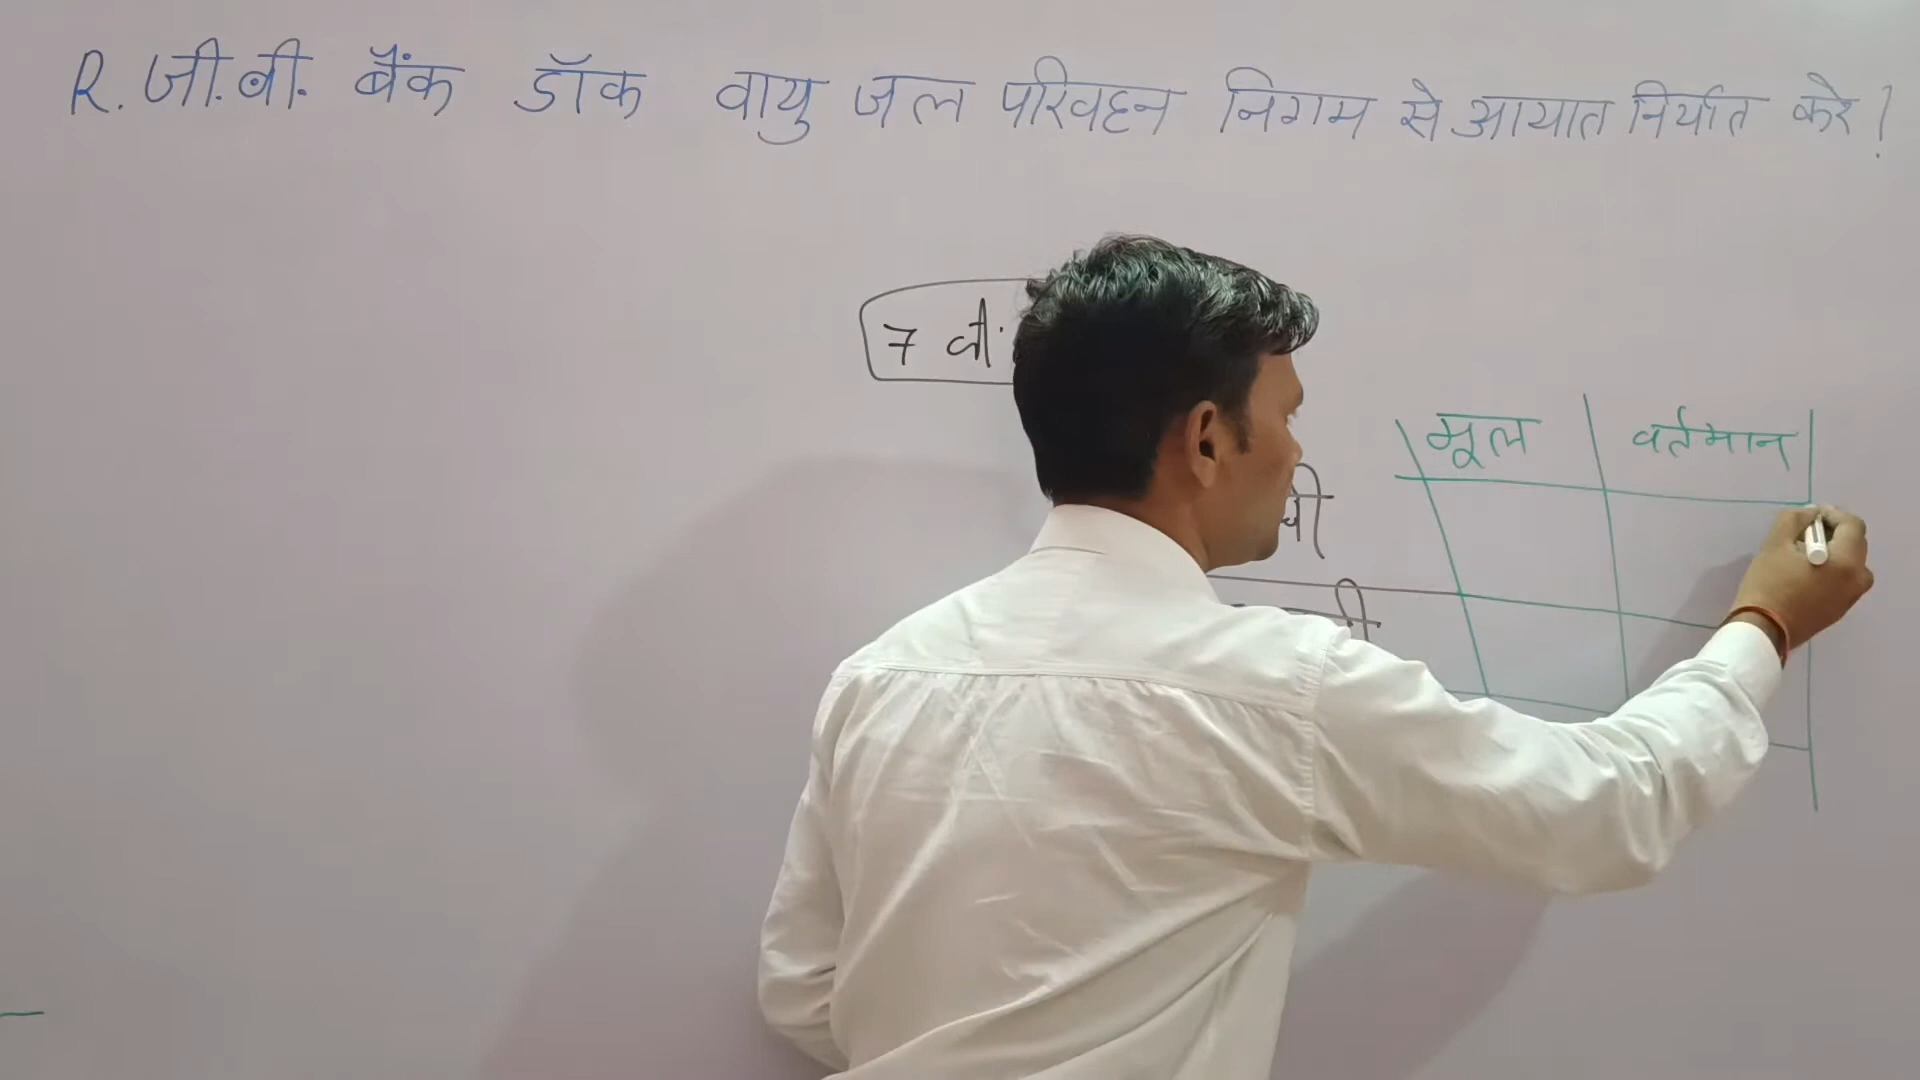 R. जी.बी. बैंक डॉक वायु जल परिवहन निगम से आयात निर्यात करे।
7 वीं
मूल वर्तमान